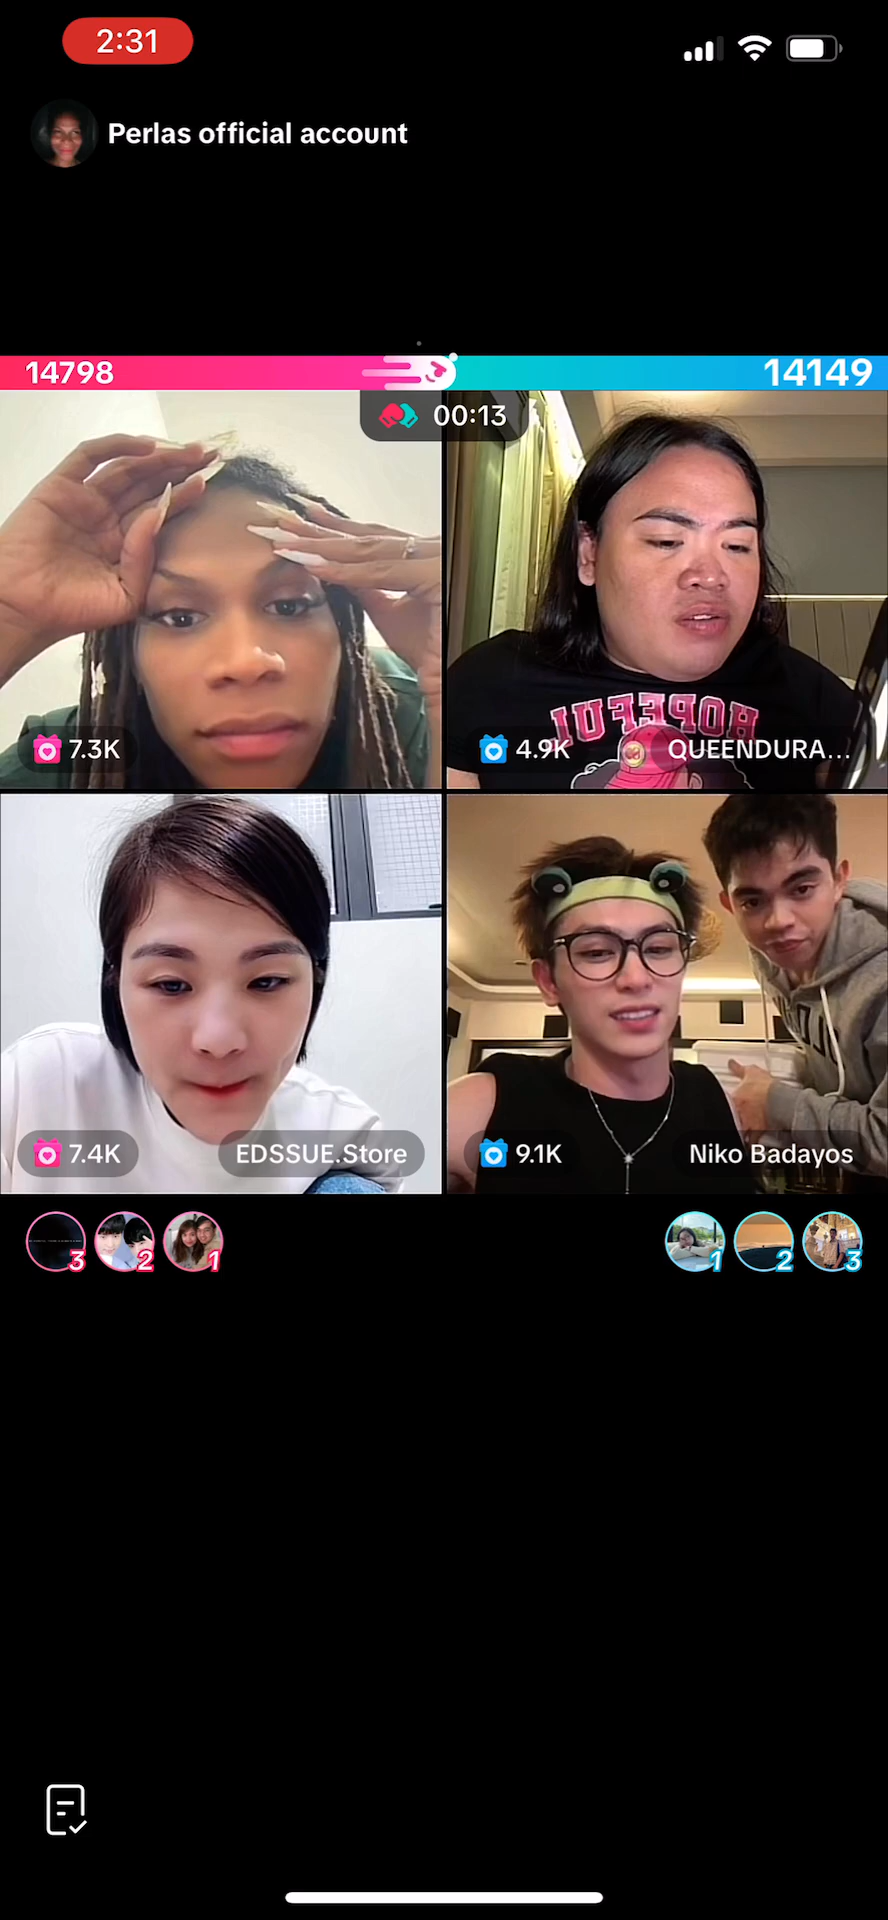 2:31
Perlas official account
14798
14149
00:13
HOPEFUL
7.3K
4.9K
QUEENDURA...
7.4K
EDSSUE.Store
9.1K
Niko Badayos
3
2
1
1
2
3